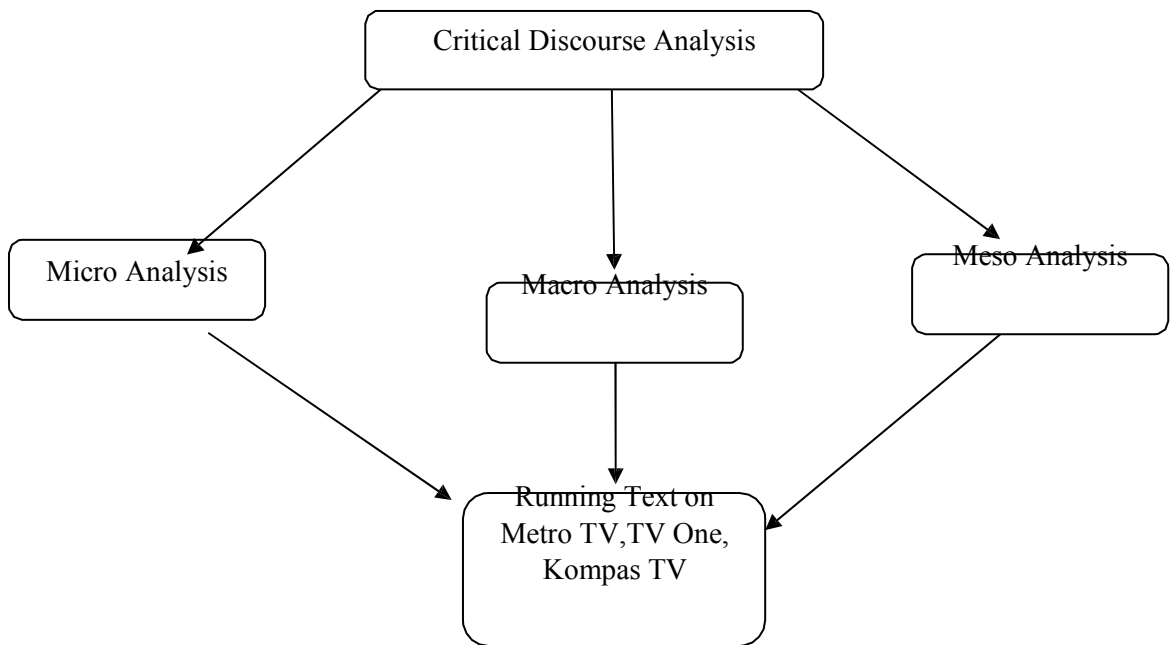 Critical Discourse Analysis
Micro Analysis
Macro Analysis
Meso Analysis
Running Text on
Metro TV,TV One,
Kompas TV